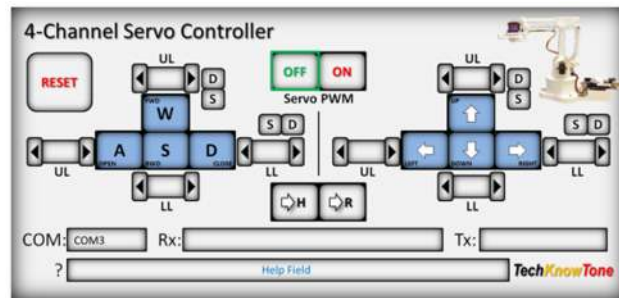 4-Channel Servo Controller
RESET
UL
D
S
FWD
W
A
OPEN
S
BWD
D
CLOSE
UL
S D
LL
LL
OFF ON
Servo PWM
H R
UL
D
S
UP
LEFT
DOWN
RIGHT
UL
S D
LL
LL
COM: COM3 Rx: Tx:
? Help Field TechKnowTone